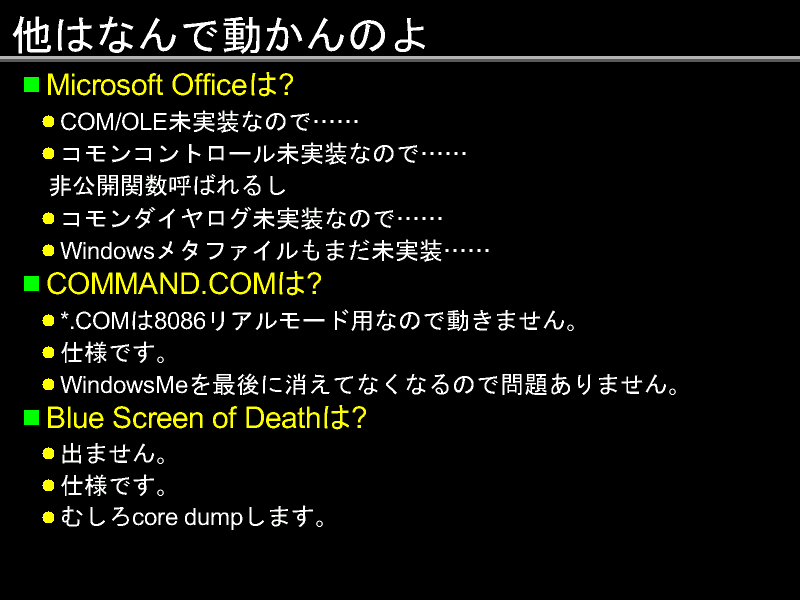 他はなんで動かんのよ
Microsoft Officeは?
COM/OLE未実装なので……
コモンコントロール未実装なので……
非公開関数呼ばれるし
コモンダイヤログ未実装なので……
Windowsメタファイルもまだ未実装……
COMMAND.COMは?
*.COMは8086リアルモード用なので動きません。
仕様です。
WindowsMeを最後に消えてなくなるので問題ありません。
Blue Screen of Deathは?
出ません。
仕様です。
むしろcore dumpします。